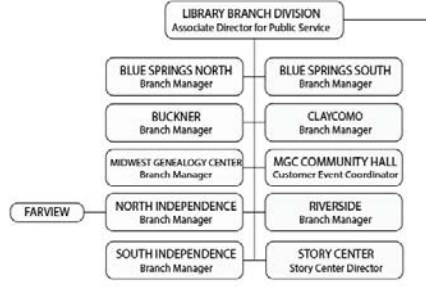 LIBRARY BRANCH DIVISION
Associate Director for Public Service
BLUE SPRINGS NORTH
Branch Manager
BLUE SPRINGS SOUTH
Branch Manager
BUCKNER
Branch Manager
CLAYCOMO
Branch Manager
MIDWEST GENEALOGY CENTER
Branch Manager
MGC COMMUNITY HALL
Customer Event Coordinator
FARVIEW
NORTH INDEPENDENCE
Branch Manager
RIVERSIDE
Branch Manager
SOUTH INDEPENDENCE
Branch Manager
STORY CENTER
Story Center Director